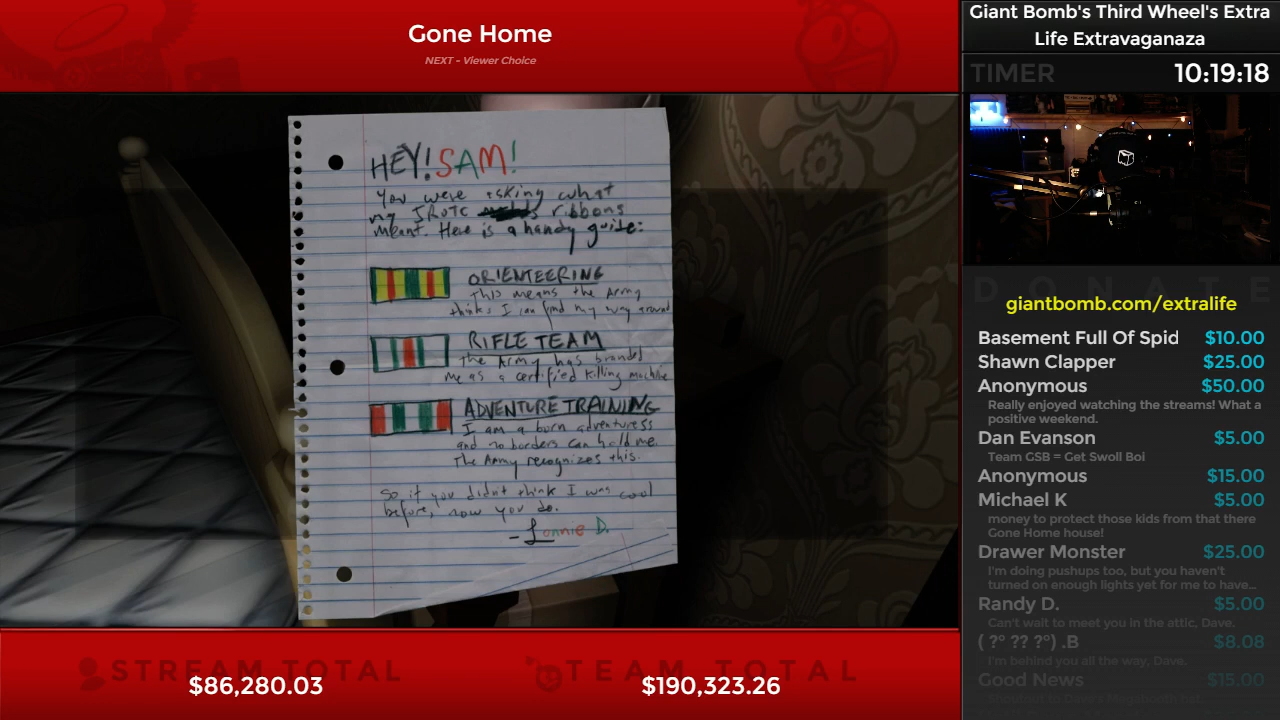 Gone Home
NEXT - Viewer Choice
Giant Bomb's Third Wheel's Extra
Life Extravaganaza
TIMER
10:19:18
HEY! SAM!
You were asking what
my JROTC ribbons
meant. Here is a handy guide:
ORIENTEERING
This means the Army
thinks I can find my way around
RIFLE TEAM
The Army has branded
me as a certified killing machine
ADVENTURE TRAINING
I am a born adventuress
and no borders can hold me.
The Army recognizes this.
So if you didn't think I was cool
before, now you do.
- Lonnie D.
DONATE
giantbomb.com/extralife
Basement Full Of Spid $10.00
Shawn Clapper $25.00
Anonymous $50.00
Really enjoyed watching the streams! What a
positive weekend.
Dan Evanson $5.00
Team GSB = Get Swoll Boi
Anonymous $15.00
Michael K $5.00
money to protect those kids from that there
Gone Home house!
Drawer Monster $25.00
I'm doing pushups too, but you haven't
turned on enough lights yet for me to have...
Randy D. $5.00
Can't wait to meet you in the attic, Dave.
( ?° ?? ?°) .B $8.08
I'm behind you all the way, Dave.
Good News $15.00
STREAM TOTAL
$86,280.03
TEAM TOTAL
$190,323.26